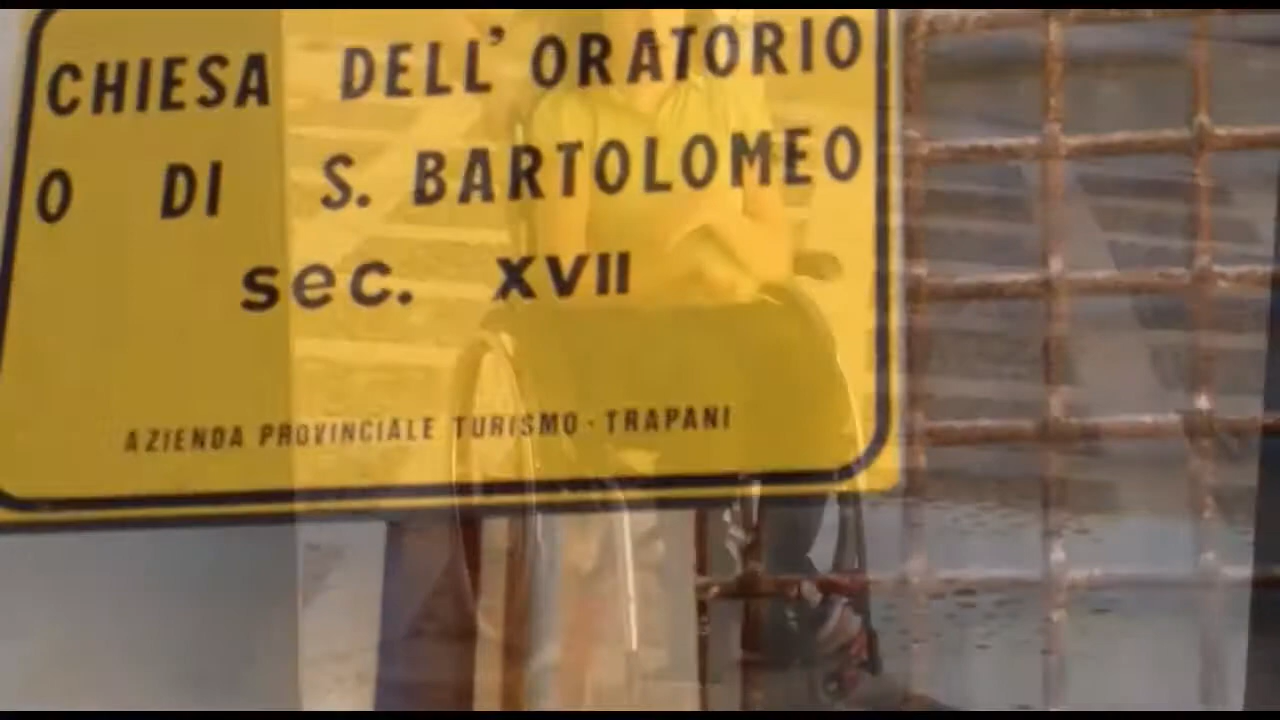 CHIESA DELL'ORATORIO
O DI S. BARTOLOMEO
sec. XVII
AZIENDA PROVINCIALE TURISMO - TRAPANI